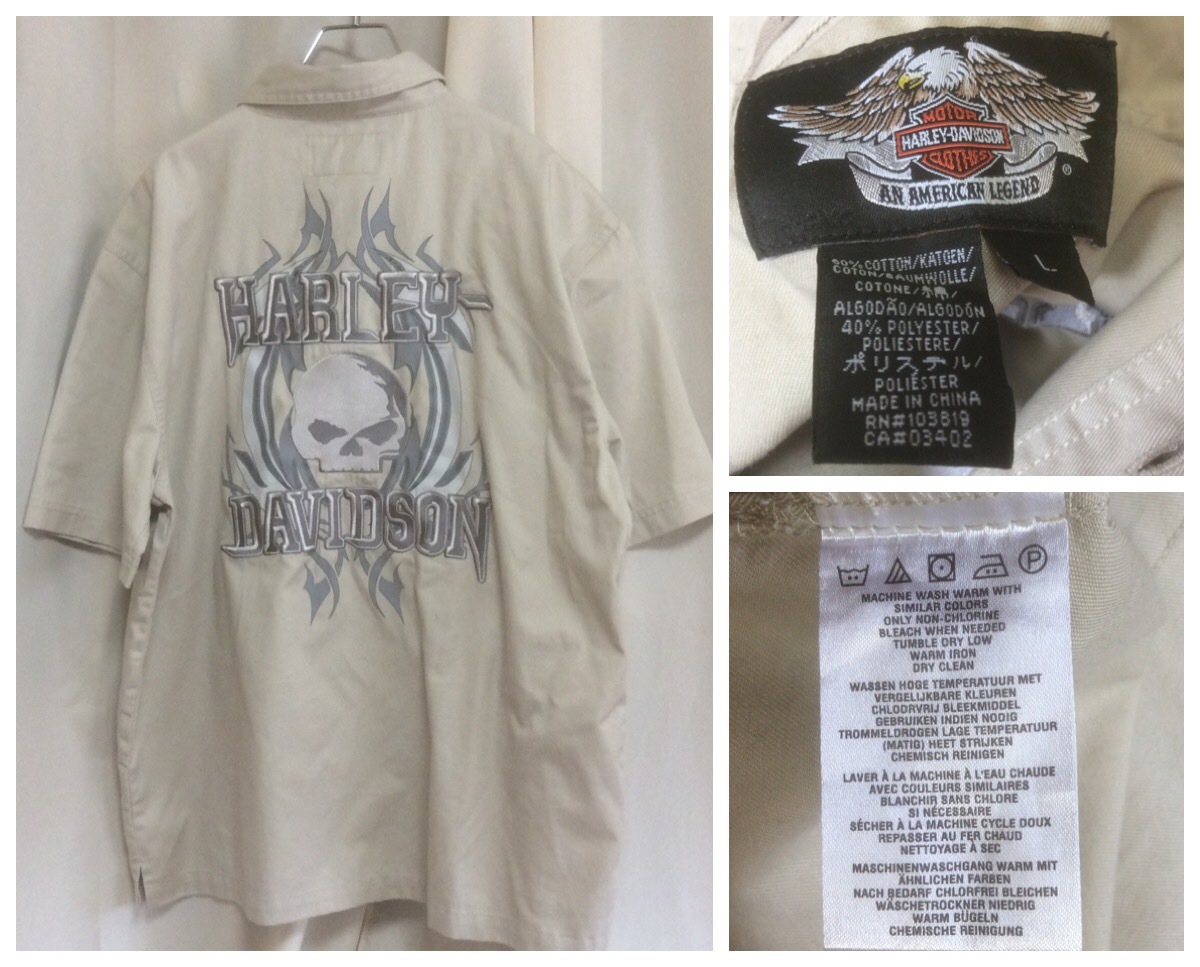 HARLEY-
DAVIDSON
MOTOR
HARLEY-DAVIDSON
CLOTHES
AN AMERICAN LEGEND
®
L
COTTON/KATOEN/
COTON/BAUMWOLLE/
COTONE/棉/
ALGODÃO/ALGODÓN
40% POLYESTER/
POLIESTERE/
ポリステル/
POLIÉSTER
MADE IN CHINA
RN#103819
CA#03402
P
MACHINE WASH WARM WITH
SIMILAR COLORS
ONLY NON-CHLORINE
BLEACH WHEN NEEDED
TUMBLE DRY LOW
WARM IRON
DRY CLEAN
WASSEN HOGE TEMPERATUUR MET
VERGELIJKBARE KLEUREN
CHLOORVRIJ BLEEKMIDDEL
GEBRUIKEN INDIEN NODIG
TROMMELDROGEN LAGE TEMPERATUUR
(MATIG) HEET STRIJKEN
CHEMISCH REINIGEN
LAVER À LA MACHINE À L'EAU CHAUDE
AVEC COULEURS SIMILAIRES
BLANCHIR SANS CHLORE
SI NÉCESSAIRE
SÉCHER À LA MACHINE CYCLE DOUX
REPASSER AU FER CHAUD
NETTOYAGE À SEC
MASCHINENWASCHGANG WARM MIT
ÄHNLICHEN FARBEN
NACH BEDARF CHLORFREI BLEICHEN
WÄSCHETROCKNER NIEDRIG
WARM BÜGELN
CHEMISCHE REINIGUNG